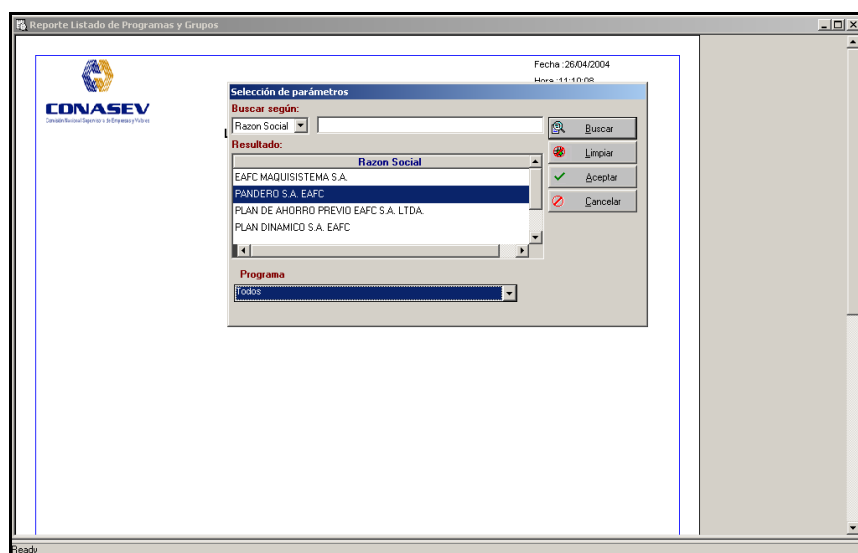 Reporte Listado de Programas y Grupos
Fecha :26/04/2004
Hora :11:10:08
CONASEV
Selección de parámetros
Buscar según:
Razon Social
Buscar
Resultado:
Limpiar
Razon Social
EAFC MAQUISISTEMA S.A.
Aceptar
PANDERO S.A. EAFC
PLAN DE AHORRO PREVIO EAFC S.A. LTDA.
Cancelar
PLAN DINAMICO S.A. EAFC
Programa
Todos
Ready